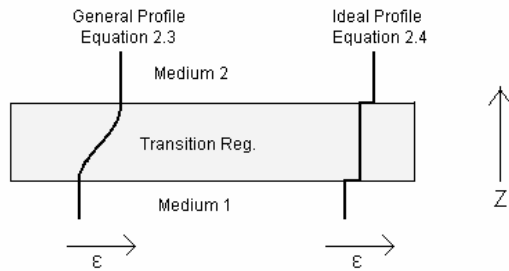 General Profile
Equation 2.3
Ideal Profile
Equation 2.4
Medium 2
Transition Reg.
Medium 1
Z
ε
ε